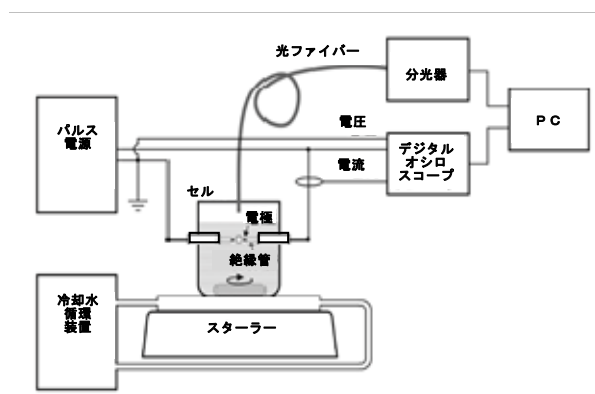 光ファイバー
分光器
パルス
電源
電圧
PC
デジタル
オシロ
スコープ
電流
セル
電極
絶縁管
冷却水
循環
装置
スターラー